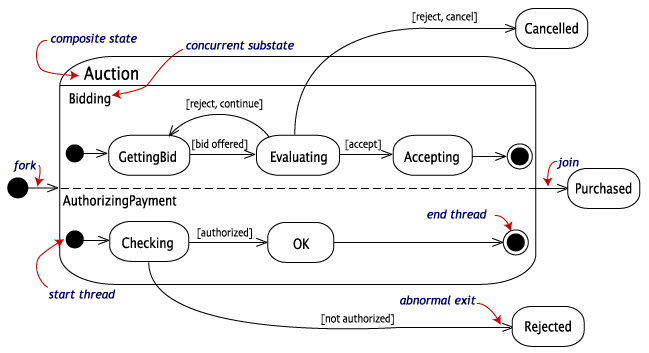 [reject, cancel]
Cancelled
composite state
concurrent substate
Auction
Bidding
[reject, continue]
GettingBid
[bid offered]
Evaluating
[accept]
Accepting
fork
join
Purchased
AuthorizingPayment
end thread
Checking
[authorized]
OK
start thread
abnormal exit
[not authorized]
Rejected